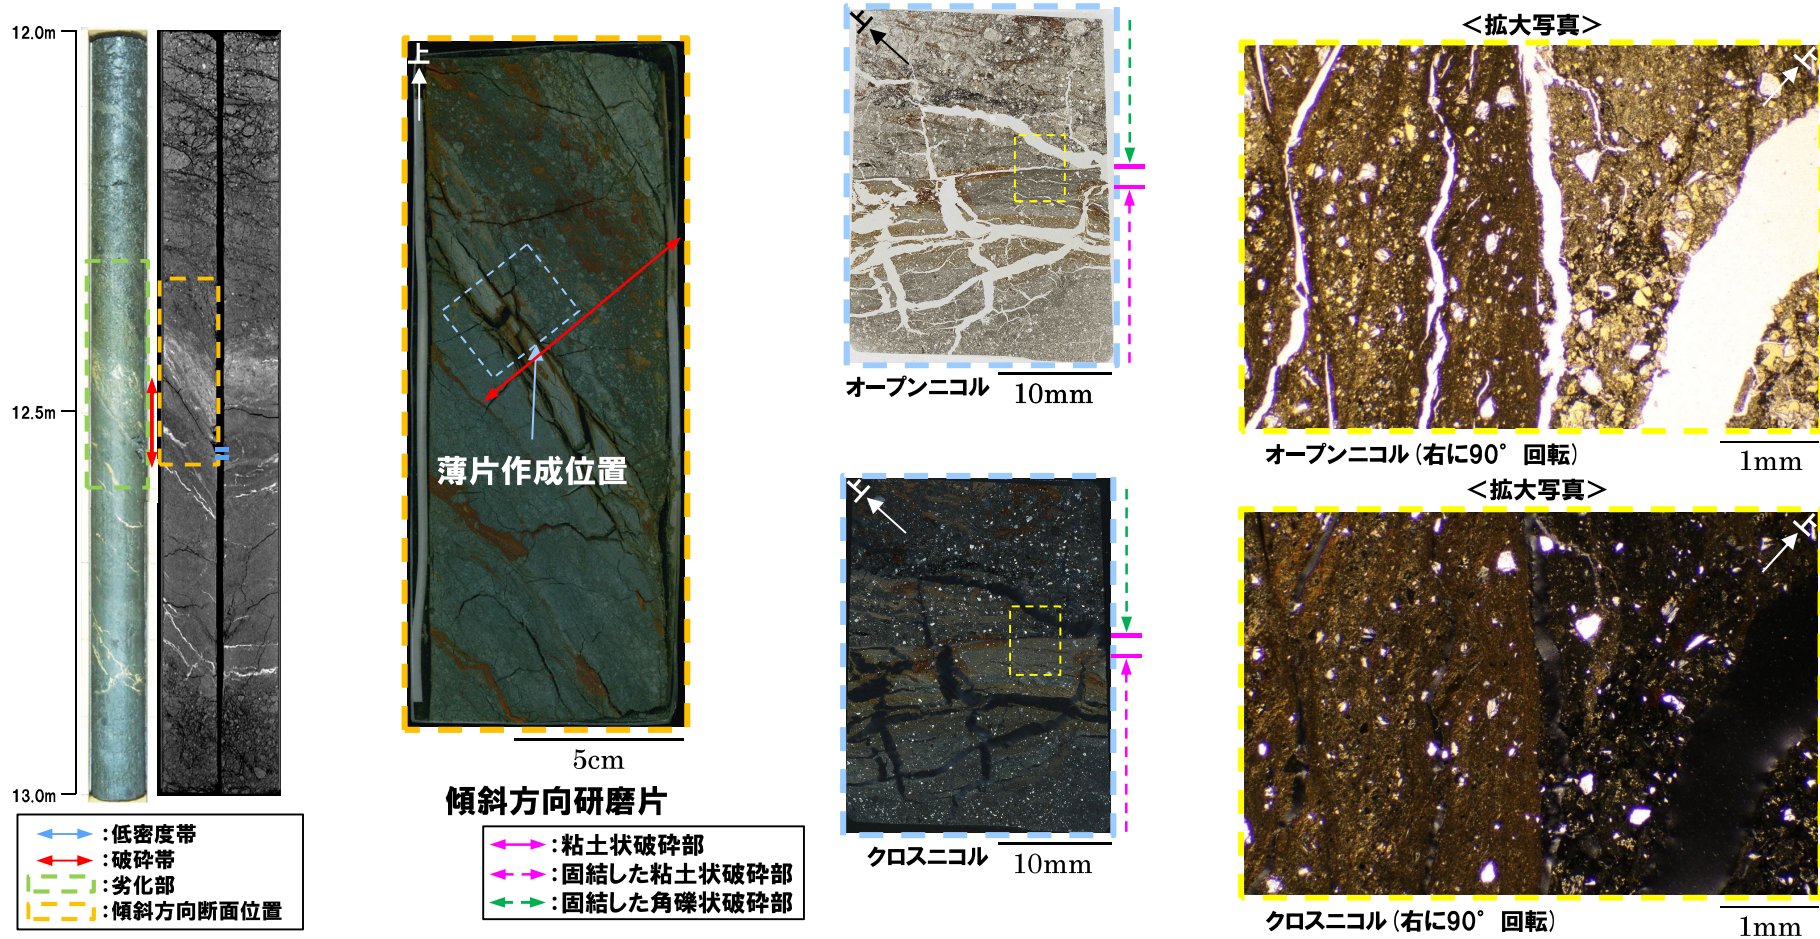 12.0m
12.5m
13.0m
:低密度帯
:破砕帯
:劣化部
:傾斜方向断面位置
上
薄片作成位置
5cm
傾斜方向研磨片
:粘土状破砕部
:固結した粘土状破砕部
:固結した角礫状破砕部
上
オープンニコル
10mm
上
クロスニコル
10mm
<拡大写真>
上
オープンニコル(右に90°回転)
1mm
<拡大写真>
上
クロスニコル(右に90°回転)
1mm